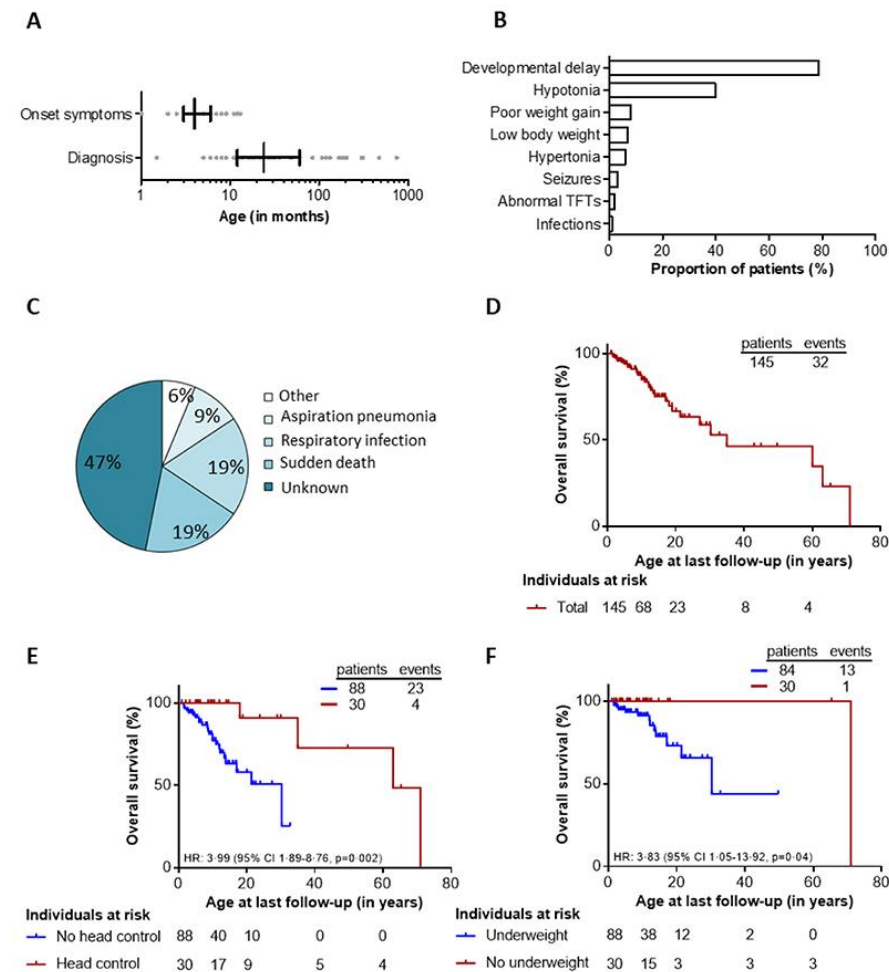 A
Onset symptoms
Diagnosis
1 10 100 1000
Age (in months)
B
Developmental delay
Hypotonia
Poor weight gain
Low body weight
Hypertonia
Seizures
Abnormal TFTs
Infections
0 20 40 60 80 100
Proportion of patients (%)
C
6%
9%
19%
19%
47%
Other
Aspiration pneumonia
Respiratory infection
Sudden death
Unknown
D
patients events
145 32
Overall survival (%)
100
50
0
0 20 40 60 80
Age at last follow-up (in years)
Individuals at risk
Total 145 68 23 8 4
E
patients events
88 23
30 4
Overall survival (%)
100
50
0
HR: 3·99 (95% CI 1·89-8·76, p=0·002)
0 20 40 60 80
Age at last follow-up (in years)
Individuals at risk
No head control 88 40 10 0 0
Head control 30 17 9 5 4
F
patients events
84 13
30 1
Overall survival (%)
100
50
0
HR: 3·83 (95% CI 1·05-13·92, p=0·04)
0 20 40 60 80
Age at last follow-up (in years)
Individuals at risk
Underweight 88 38 12 2 0
No underweight 30 15 3 3 3